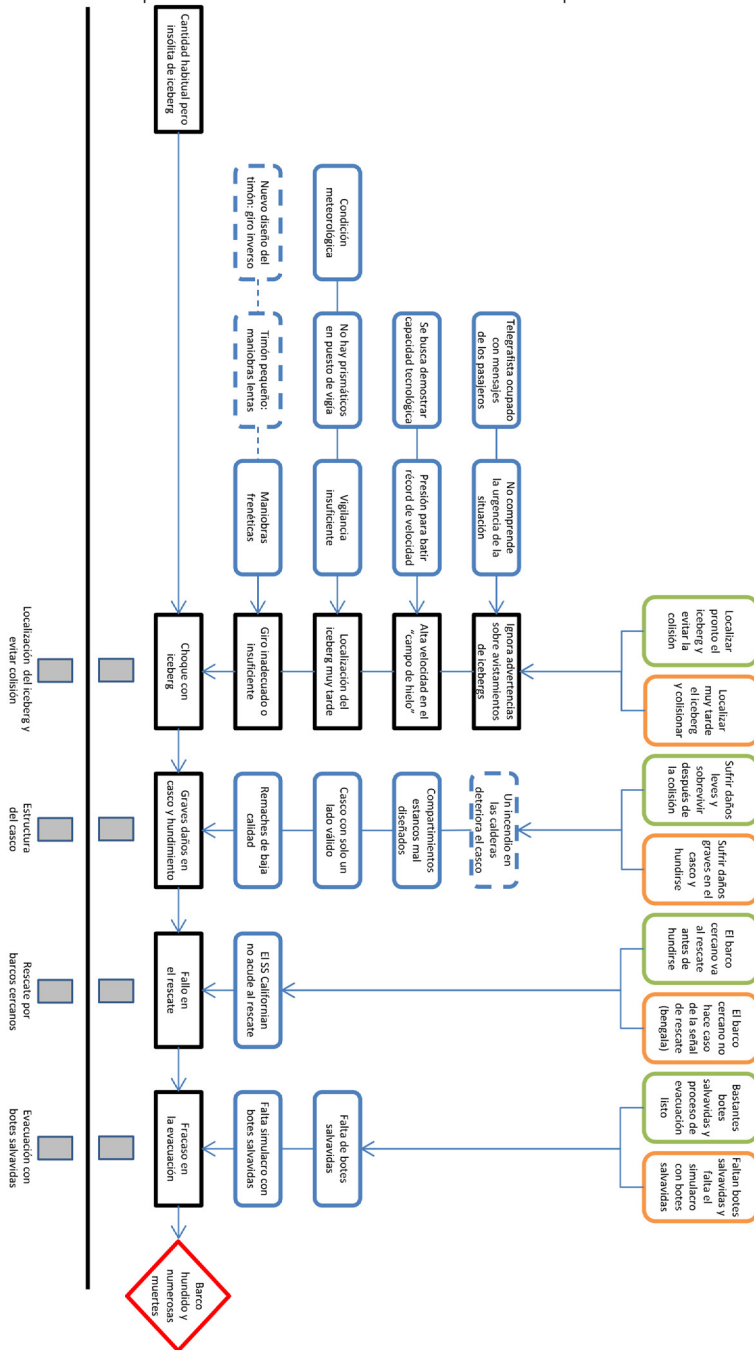 Localizar
pronto el
iceberg y
evitar la
colisión
Localizar
muy tarde
el iceberg
y colisionar
Sufrir daños
leves y
sobrevivir
después de
la colisión
Sufrir daños
graves en el
casco y
hundirse
El barco
cercano va
al rescate
antes de
hundirse
El barco
cercano no
hace caso
de la señal
de rescate
(bengala)
Bastantes
botes
salvavidas y
proceso de
evacuación
listo
Faltan botes
salvavidas y
falta el
simulacro
con botes
salvavidas
Telegrafista ocupado
con mensajes
de los pasajeros
No comprende
la urgencia de la
situación
Ignora advertencias
sobre avistamientos
de icebergs
Un incendio en
las calderas
deteriora el casco
Se busca demostrar
capacidad tecnológica
Presión para batir
récord de velocidad
Alta velocidad en el
“campo de hielo”
Compartimientos
estancos mal
diseñados
Condición
meteorológica
No hay prismáticos
en puesto de vigía
Vigilancia
insuficiente
Localización del
iceberg muy tarde
Casco con solo un
lado válido
Falta de botes
salvavidas
Nuevo diseño del
timón: giro inverso
Timón pequeño:
maniobras lentas
Maniobras
frenéticas
Giro inadecuado o
insuficiente
Remaches de baja
calidad
El SS Californian
no acude al rescate
Falta simulacro con
botes salvavidas
Cantidad habitual pero
insólita de iceberg
Choque con
iceberg
Graves daños en
casco y hundimiento
Fallo en
el rescate
Fracaso en
la evacuación
Barco
hundido y
numerosas
muertes
Localización del iceberg y
evitar colisión
Estructura
del casco
Rescate por
barcos cercanos
Evacuación con
botes salvavidas